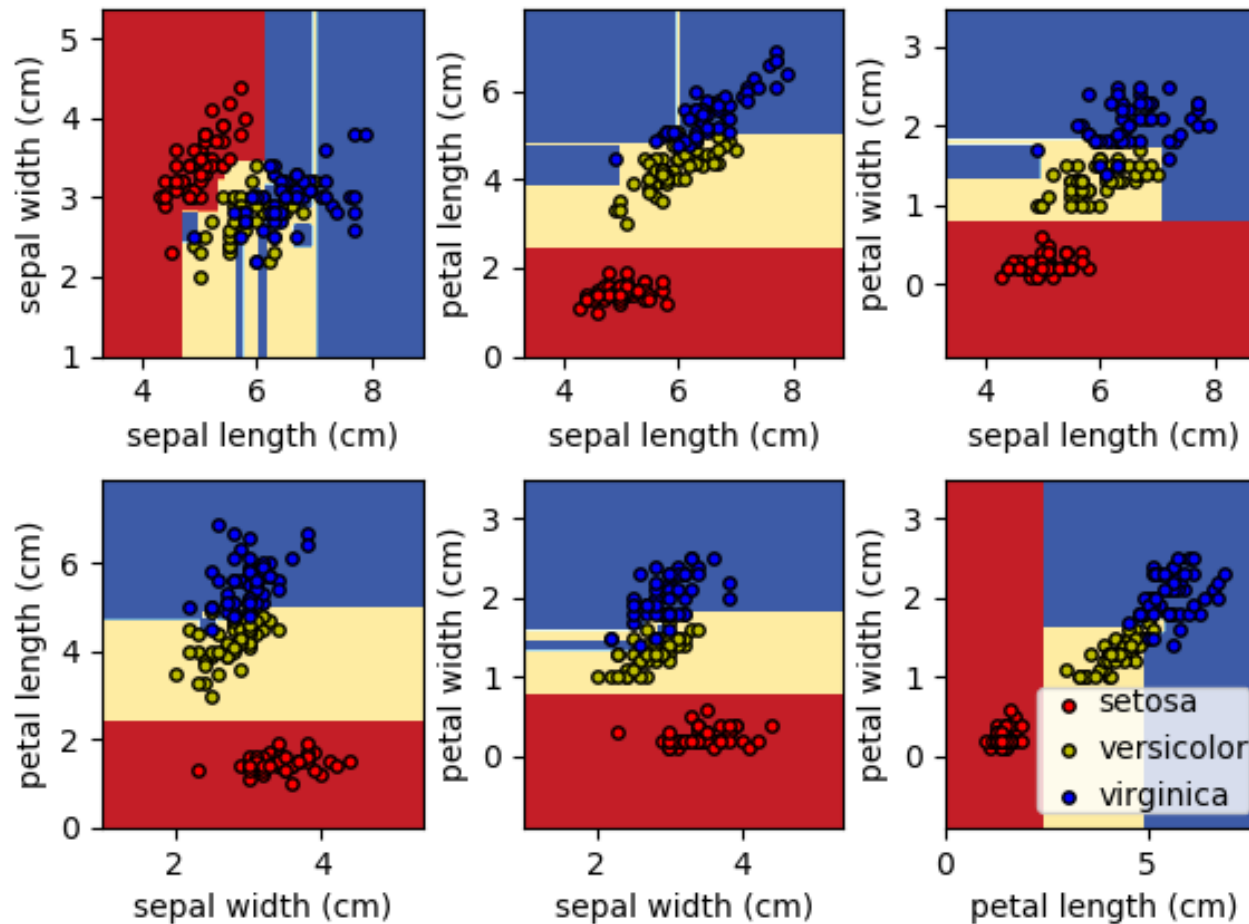 5
4
3
2
1
sepal width (cm)
4 6 8
sepal length (cm)
6
4
2
0
petal length (cm)
4 6 8
sepal length (cm)
3
2
1
0
petal width (cm)
4 6 8
sepal length (cm)
6
4
2
0
petal length (cm)
2 4
sepal width (cm)
3
2
1
0
petal width (cm)
2 4
sepal width (cm)
3
2
1
0
petal width (cm)
setosa
versicolor
virginica
0 5
petal length (cm)